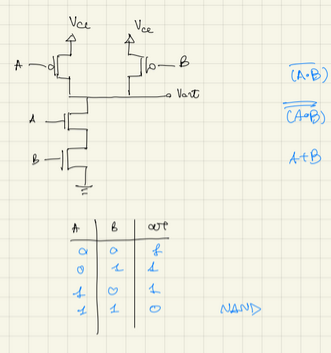 Vcc Vcc
A B
Vout
A
B
$\overline{(A \cdot B)}$
$\overline{\overline{(A \cdot B)}}$
A+B
A B out
0 0 1
0 1 1
1 0 1
1 1 0
NAND